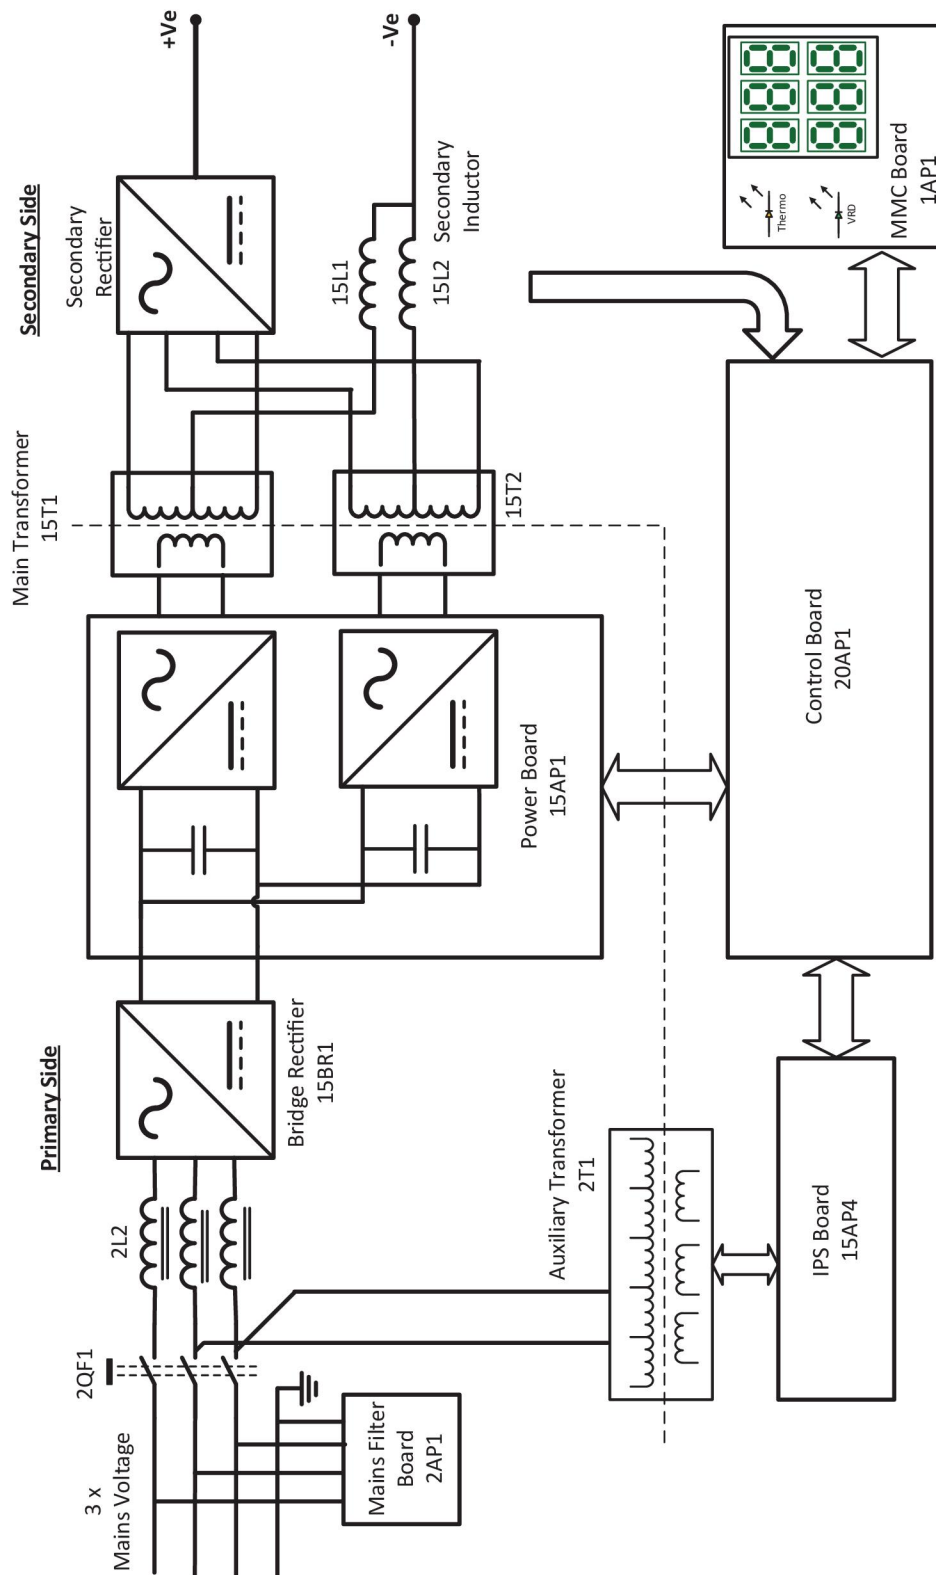 Primary Side
Secondary Side
3 x
Mains Voltage
2QF1
2L2
Bridge Rectifier
15BR1
Mains Filter
Board
2AP1
Auxiliary Transformer
2T1
IPS Board
15AP4
Power Board
15AP1
Main Transformer
15T1
15T2
Secondary
Rectifier
15L1
15L2
Secondary
Inductor
+Ve
-Ve
Control Board
20AP1
Thermo
VRD
888
888
MMC Board
1AP1